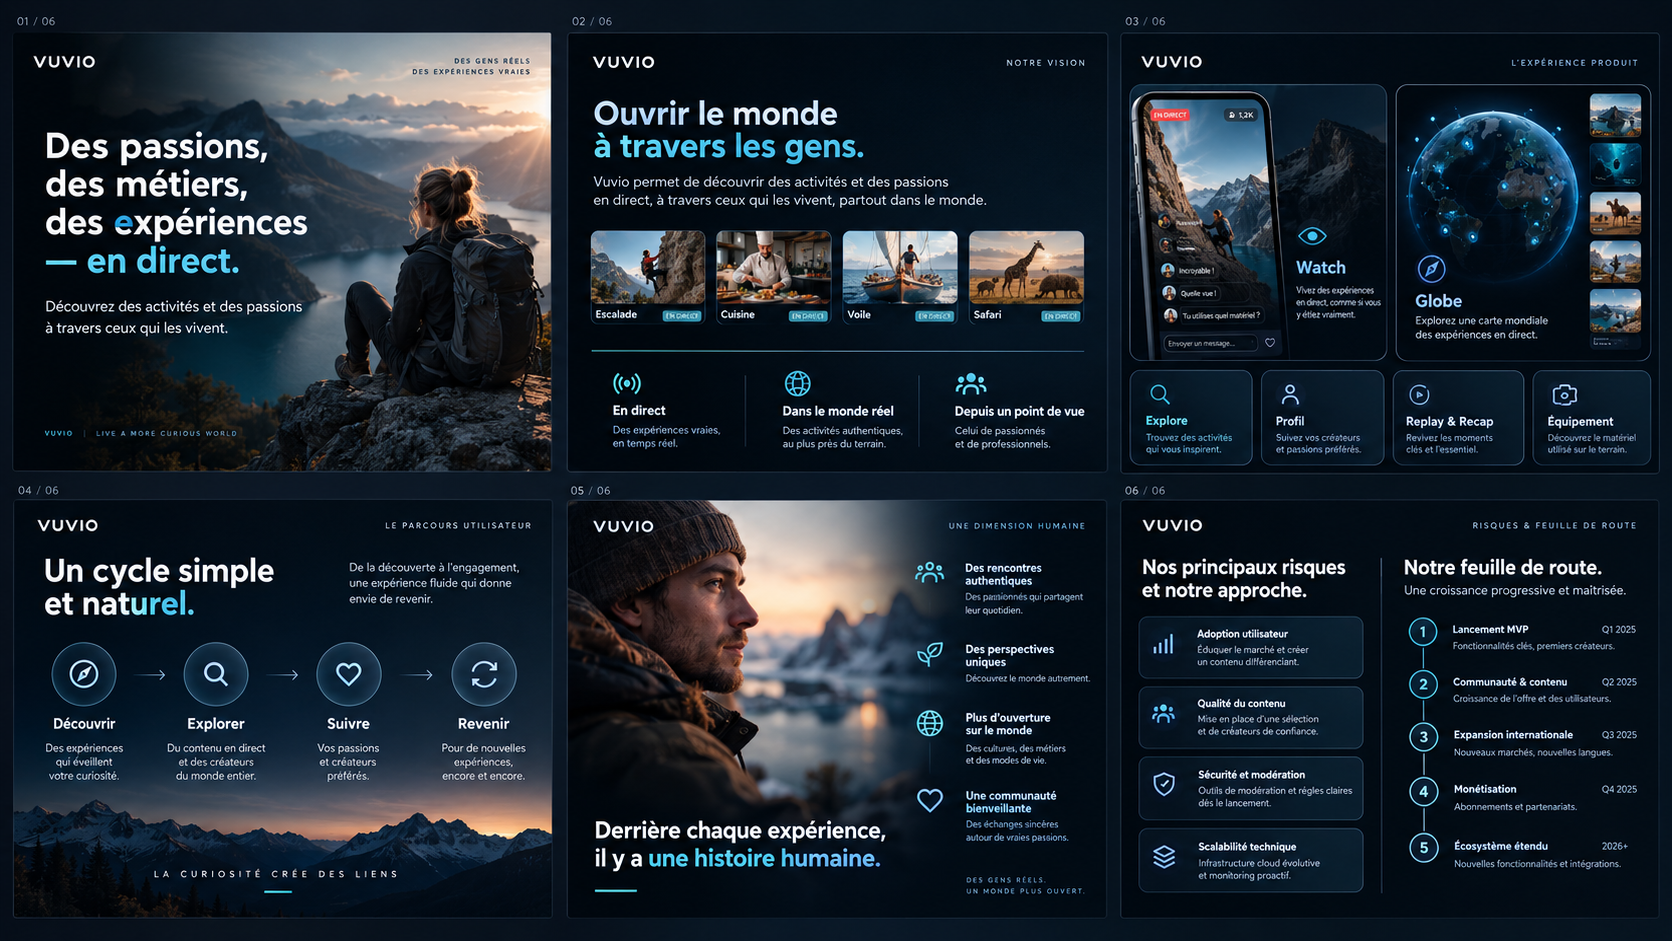 01 / 06
VUVIO
DES GENS RÉELS
DES EXPÉRIENCES VRAIES
Des passions,
des métiers,
des expériences
— en direct.
Découvrez des activités et des passions
à travers ceux qui les vivent.
VUVIO | LIVE A MORE CURIOUS WORLD
02 / 06
VUVIO
NOTRE VISION
Ouvrir le monde
à travers les gens.
Vuvio permet de découvrir des activités et des passions
en direct, à travers ceux qui les vivent, partout dans le monde.
Escalade
EN DIRECT
Cuisine
EN DIRECT
Voile
EN DIRECT
Safari
EN DIRECT
En direct
Des expériences vraies,
en temps réel.
Dans le monde réel
Des activités authentiques,
au plus près du terrain.
Depuis un point de vue
Celui de passionnés
et de professionnels.
03 / 06
VUVIO
L'EXPÉRIENCE PRODUIT
EN DIRECT
1,2K
Incroyable !
Quelle vue !
Tu utilises quel matériel ?
Envoyer un message...
Watch
Vivez des expériences
en direct, comme si vous
y étiez vraiment.
Globe
Explorez une carte mondiale
des expériences en direct.
Explore
Trouvez des activités
qui vous inspirent.
Profil
Suivez vos créateurs
et passions préférés.
Replay & Recap
Revivez les moments
clés et l'essentiel.
Équipement
Découvrez le matériel
utilisé sur le terrain.
04 / 06
VUVIO
LE PARCOURS UTILISATEUR
Un cycle simple
et naturel.
De la découverte à l'engagement,
une expérience fluide qui donne
envie de revenir.
Découvrir
Des expériences
qui éveillent
votre curiosité.
Explorer
Du contenu en direct
et des créateurs
du monde entier.
Suivre
Vos passions
et créateurs
préférés.
Revenir
Pour de nouvelles
expériences,
encore et encore.
LA CURIOSITÉ CRÉE DES LIENS
05 / 06
VUVIO
UNE DIMENSION HUMAINE
Des rencontres
authentiques
Des passionnés qui partagent
leur quotidien.
Des perspectives
uniques
Découvrez le monde autrement.
Plus d'ouverture
sur le monde
Des cultures, des métiers
et des modes de vie.
Une communauté
bienveillante
Des échanges sincères
autour de vraies passions.
Derrière chaque expérience,
il y a une histoire humaine.
DES GENS RÉELS.
UN MONDE PLUS OUVERT.
06 / 06
VUVIO
RISQUES & FEUILLE DE ROUTE
Nos principaux risques
et notre approche.
Adoption utilisateur
Éduquer le marché et créer
un contenu différenciant.
Qualité du contenu
Mise en place d'une sélection
et de créateurs de confiance.
Sécurité et modération
Outils de modération et règles claires
dès le lancement.
Scalabilité technique
Infrastructure cloud évolutive
et monitoring proactif.
Notre feuille de route.
Une croissance progressive et maîtrisée.
1
Lancement MVP
Q1 2025
Fonctionnalités clés, premiers créateurs.
2
Communauté & contenu
Q2 2025
Croissance de l'offre et des utilisateurs.
3
Expansion internationale
Q3 2025
Nouveaux marchés, nouvelles langues.
4
Monétisation
Q4 2025
Abonnements et partenariats.
5
Écosystème étendu
2026+
Nouvelles fonctionnalités et intégrations.